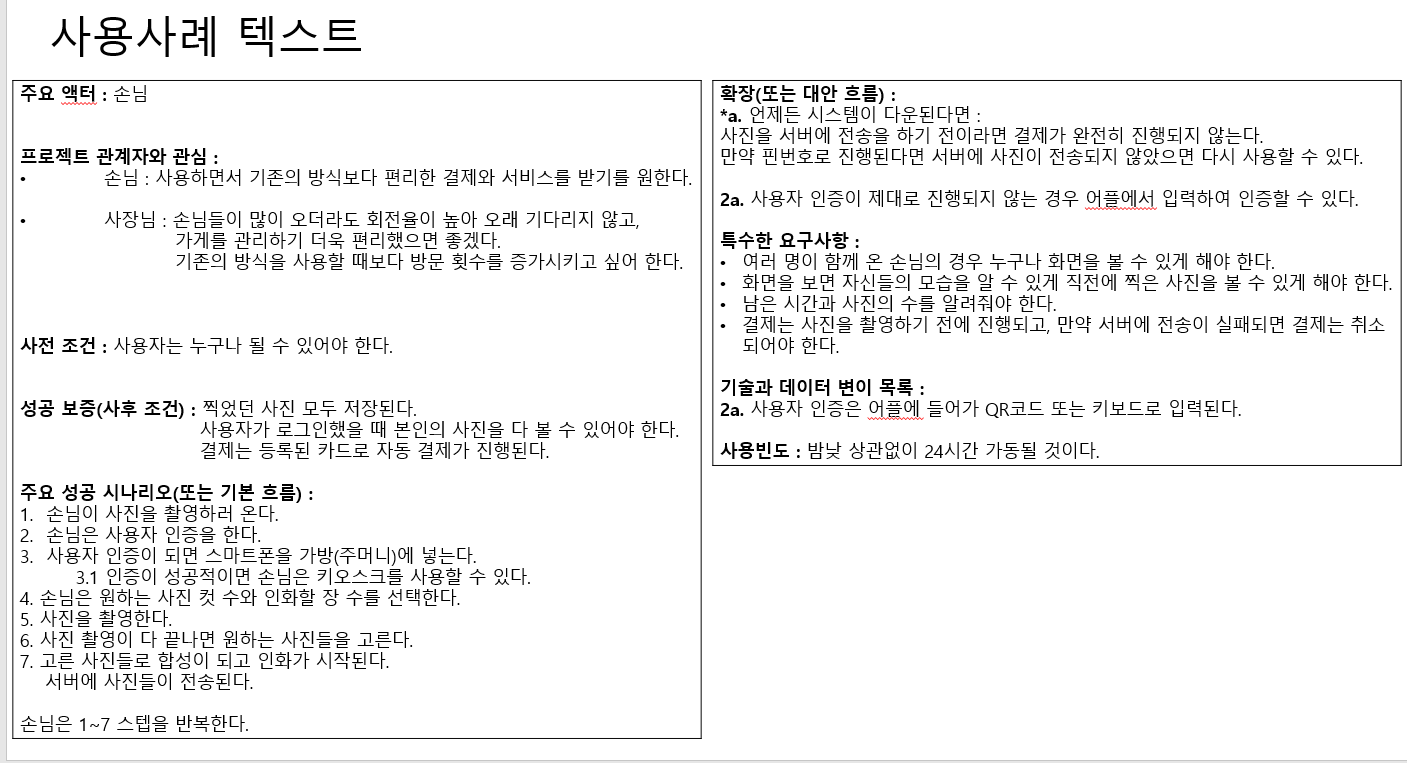 사용사례 텍스트
주요 액터 : 손님
프로젝트 관계자와 관심 :
• 손님 : 사용하면서 기존의 방식보다 편리한 결제와 서비스를 받기를 원한다.
• 사장님 : 손님들이 많이 오더라도 회전율이 높아 오래 기다리지 않고,
가게를 관리하기 더욱 편리했으면 좋겠다.
기존의 방식을 사용할 때보다 방문 횟수를 증가시키고 싶어 한다.
사전 조건 : 사용자는 누구나 될 수 있어야 한다.
성공 보증(사후 조건) : 찍었던 사진 모두 저장된다.
사용자가 로그인했을 때 본인의 사진을 다 볼 수 있어야 한다.
결제는 등록된 카드로 자동 결제가 진행된다.
주요 성공 시나리오(또는 기본 흐름) :
1. 손님이 사진을 촬영하러 온다.
2. 손님은 사용자 인증을 한다.
3. 사용자 인증이 되면 스마트폰을 가방(주머니)에 넣는다.
3.1 인증이 성공적이면 손님은 키오스크를 사용할 수 있다.
4. 손님은 원하는 사진 컷 수와 인화할 장 수를 선택한다.
5. 사진을 촬영한다.
6. 사진 촬영이 다 끝나면 원하는 사진들을 고른다.
7. 고른 사진들로 합성이 되고 인화가 시작된다.
서버에 사진들이 전송된다.
손님은 1~7 스텝을 반복한다.
확장(또는 대안 흐름) :
*a. 언제든 시스템이 다운된다면 :
사진을 서버에 전송을 하기 전이라면 결제가 완전히 진행되지 않는다.
만약 핀번호로 진행된다면 서버에 사진이 전송되지 않았으면 다시 사용할 수 있다.
2a. 사용자 인증이 제대로 진행되지 않는 경우 어플에서 입력하여 인증할 수 있다.
특수한 요구사항 :
• 여러 명이 함께 온 손님의 경우 누구나 화면을 볼 수 있게 해야 한다.
• 화면을 보면 자신들의 모습을 알 수 있게 직전에 찍은 사진을 볼 수 있게 해야 한다.
• 남은 시간과 사진의 수를 알려줘야 한다.
• 결제는 사진을 촬영하기 전에 진행되고, 만약 서버에 전송이 실패되면 결제는 취소
되어야 한다.
기술과 데이터 변이 목록 :
2a. 사용자 인증은 어플에 들어가 QR코드 또는 키보드로 입력된다.
사용빈도 : 밤낮 상관없이 24시간 가동될 것이다.